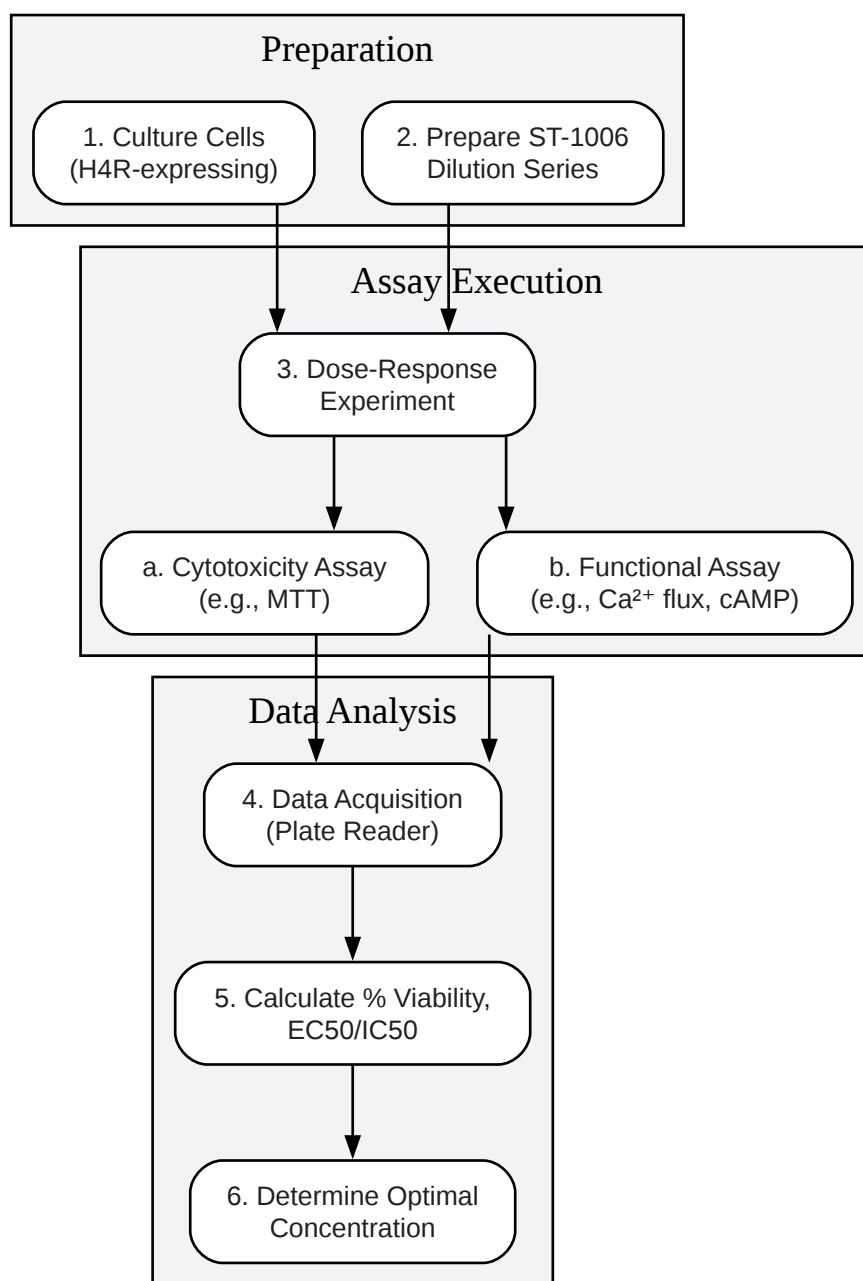 Preparation
1. Culture Cells
(H4R-expressing)
2. Prepare ST-1006
Dilution Series
Assay Execution
3. Dose-Response
Experiment
a. Cytotoxicity Assay
(e.g., MTT)
b. Functional Assay
(e.g., Ca²⁺ flux, cAMP)
Data Analysis
4. Data Acquisition
(Plate Reader)
5. Calculate % Viability,
EC50/IC50
6. Determine Optimal
Concentration